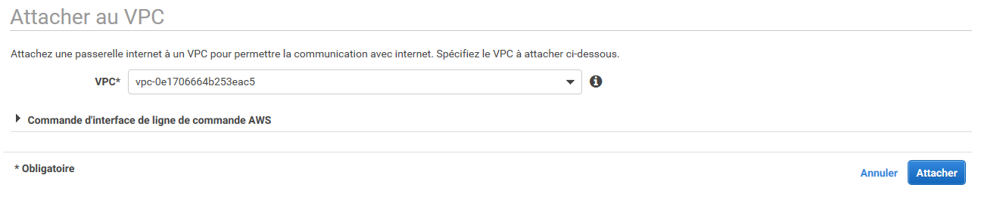 Attacher au VPC
Attachez une passerelle internet à un VPC pour permettre la communication avec internet. Spécifiez le VPC à attacher ci-dessous.
VPC* vpc-0e1706664b253eac5
Commande d'interface de ligne de commande AWS
* Obligatoire Annuler Attacher